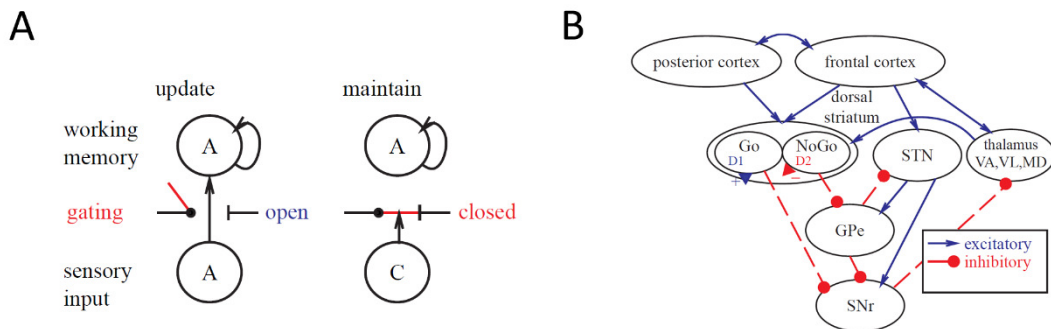 A
update
maintain
working
memory
A
A
gating
open
closed
sensory
input
A
C
B
posterior cortex
frontal cortex
dorsal
striatum
Go
NoGo
D1
D2
+
–
STN
thalamus
VA,VL,MD
GPe
excitatory
inhibitory
SNr